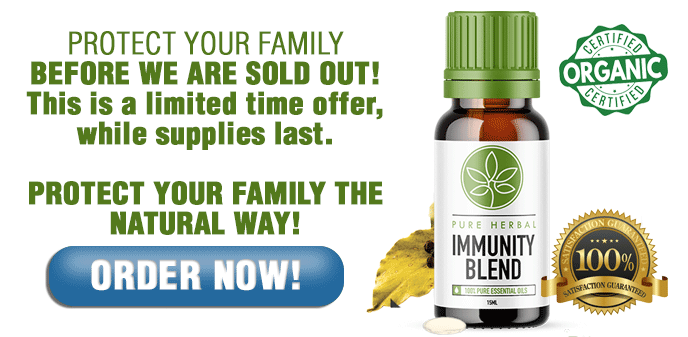 PROTECT YOUR FAMILY
BEFORE WE ARE SOLD OUT!
This is a limited time offer,
while supplies last.
PROTECT YOUR FAMILY THE
NATURAL WAY!
ORDER NOW!
PURE HERBAL
IMMUNITY
BLEND
100% PURE ESSENTIAL OILS
15ML
CERTIFIED
ORGANIC
CERTIFIED
SATISFACTION GUARANTEED
100%
SATISFACTION GUARANTEED